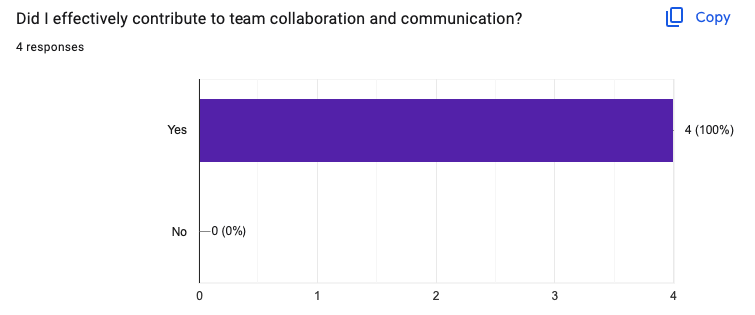 Did I effectively contribute to team collaboration and communication?
Copy
4 responses
Yes
4 (100%)
No
0 (0%)
0 1 2 3 4